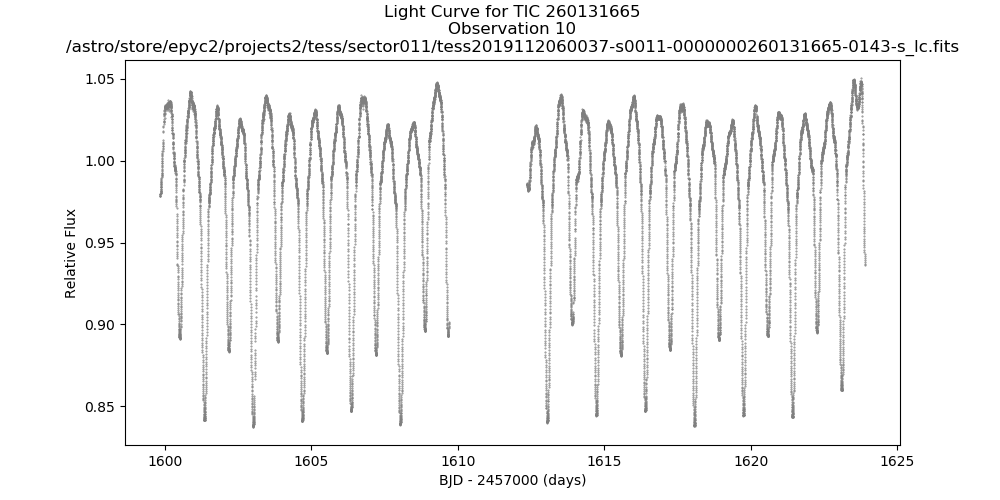 Light Curve for TIC 260131665
Observation 10
/astro/store/epyc2/projects2/tess/sector011/tess2019112060037-s0011-0000000260131665-0143-s_lc.fits
1.05
1.00
0.95
0.90
0.85
Relative Flux
1600
1605
1610
1615
1620
1625
BJD - 2457000 (days)